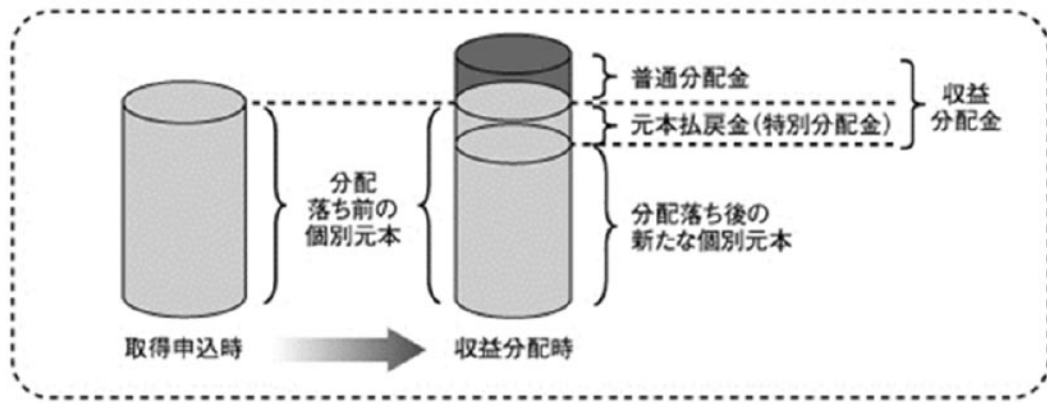 普通分配金
元本払戻金(特別分配金)
収益
分配金
分配
落ち前の
個別元本
分配落ち後の
新たな個別元本
取得申込時
収益分配時